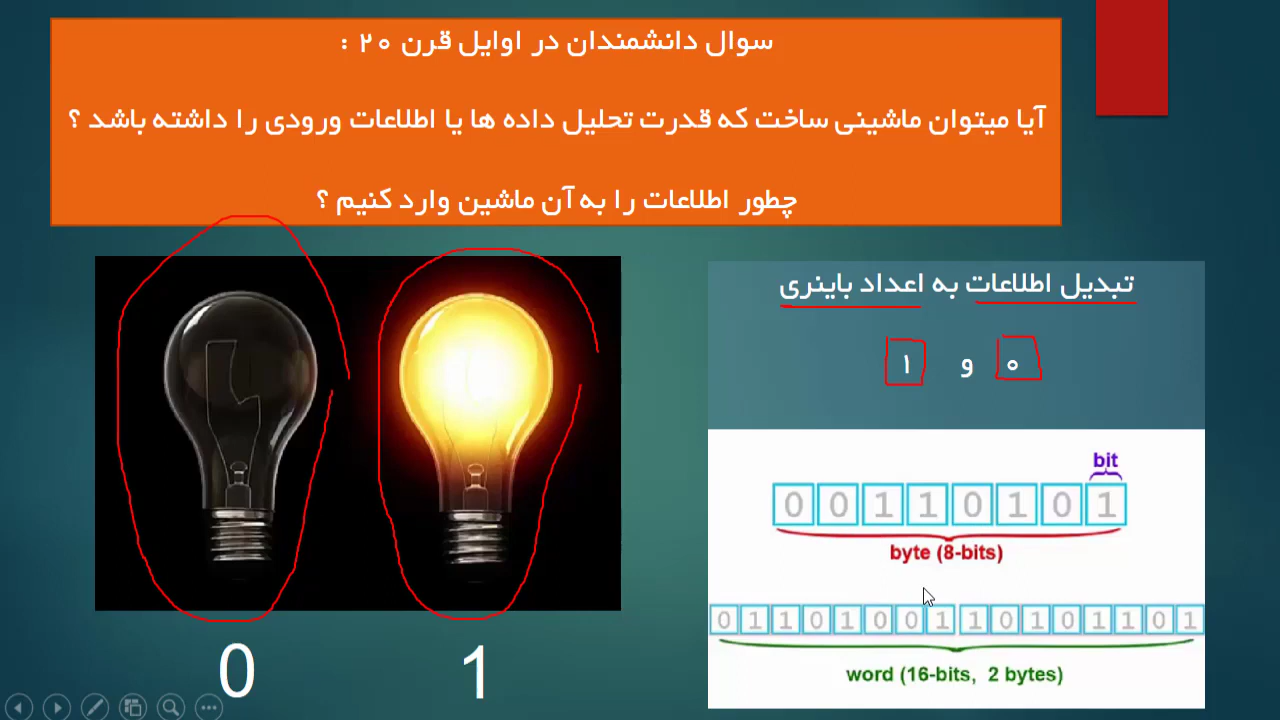 سوال دانشمندان در اوایل قرن ۲۰ :
آیا میتوان ماشینی ساخت که قدرت تحلیل داده ها یا اطلاعات ورودی را داشته باشد ؟
چطور اطلاعات را به آن ماشین وارد کنیم ؟
تبدیل اطلاعات به اعداد باینری
۰ و ۱
bit
0 0 1 1 0 1 0 1
byte (8-bits)
0 1 1 0 1 0 0 1 1 0 1 0 1 1 0 1
word (16-bits, 2 bytes)
0 1